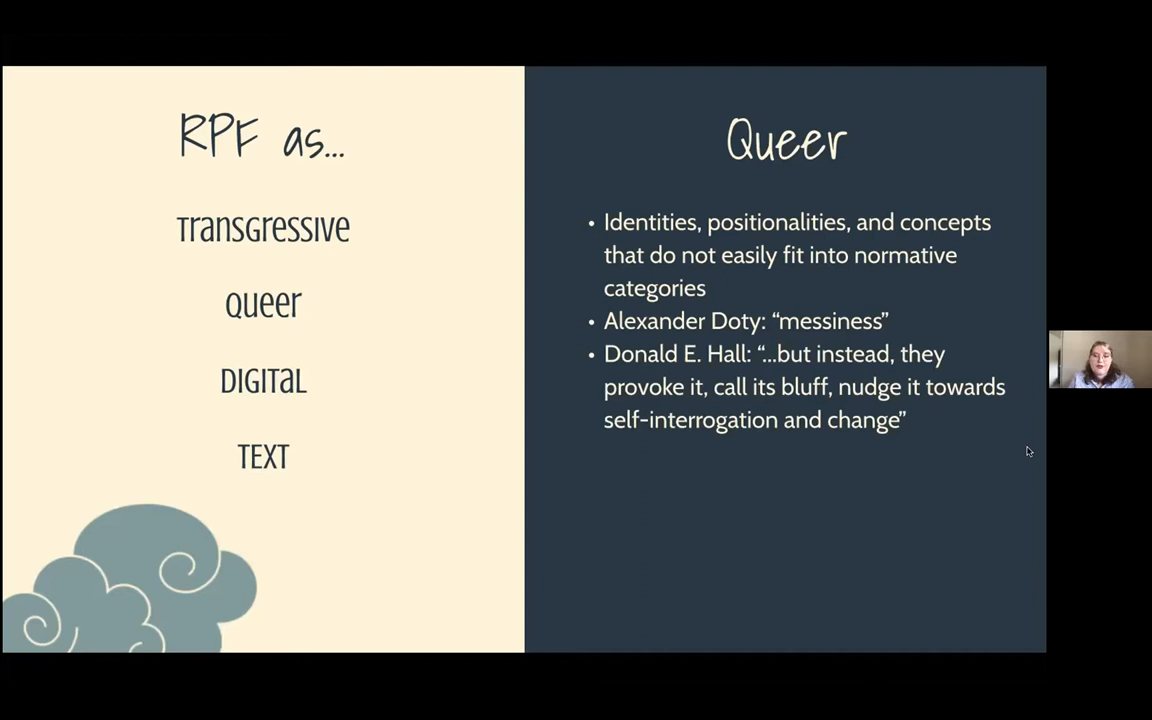 RPF as...
Transgressive
Queer
Digital
Text
Queer
• Identities, positionalities, and concepts
that do not easily fit into normative
categories
• Alexander Doty: “messiness”
• Donald E. Hall: “...but instead, they
provoke it, call its bluff, nudge it towards
self-interrogation and change”